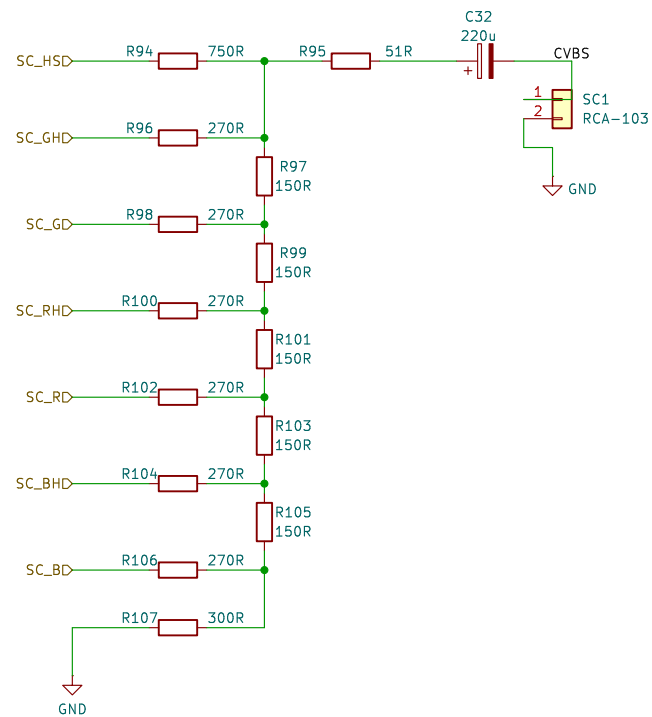 C32
220u
SC_HS
R94
750R
R95
51R
+
CVBS
1
2
SC1
RCA-103
SC_GH
R96
270R
R97
150R
GND
SC_G
R98
270R
R99
150R
SC_RH
R100
270R
R101
150R
SC_R
R102
270R
R103
150R
SC_BH
R104
270R
R105
150R
SC_B
R106
270R
R107
300R
GND